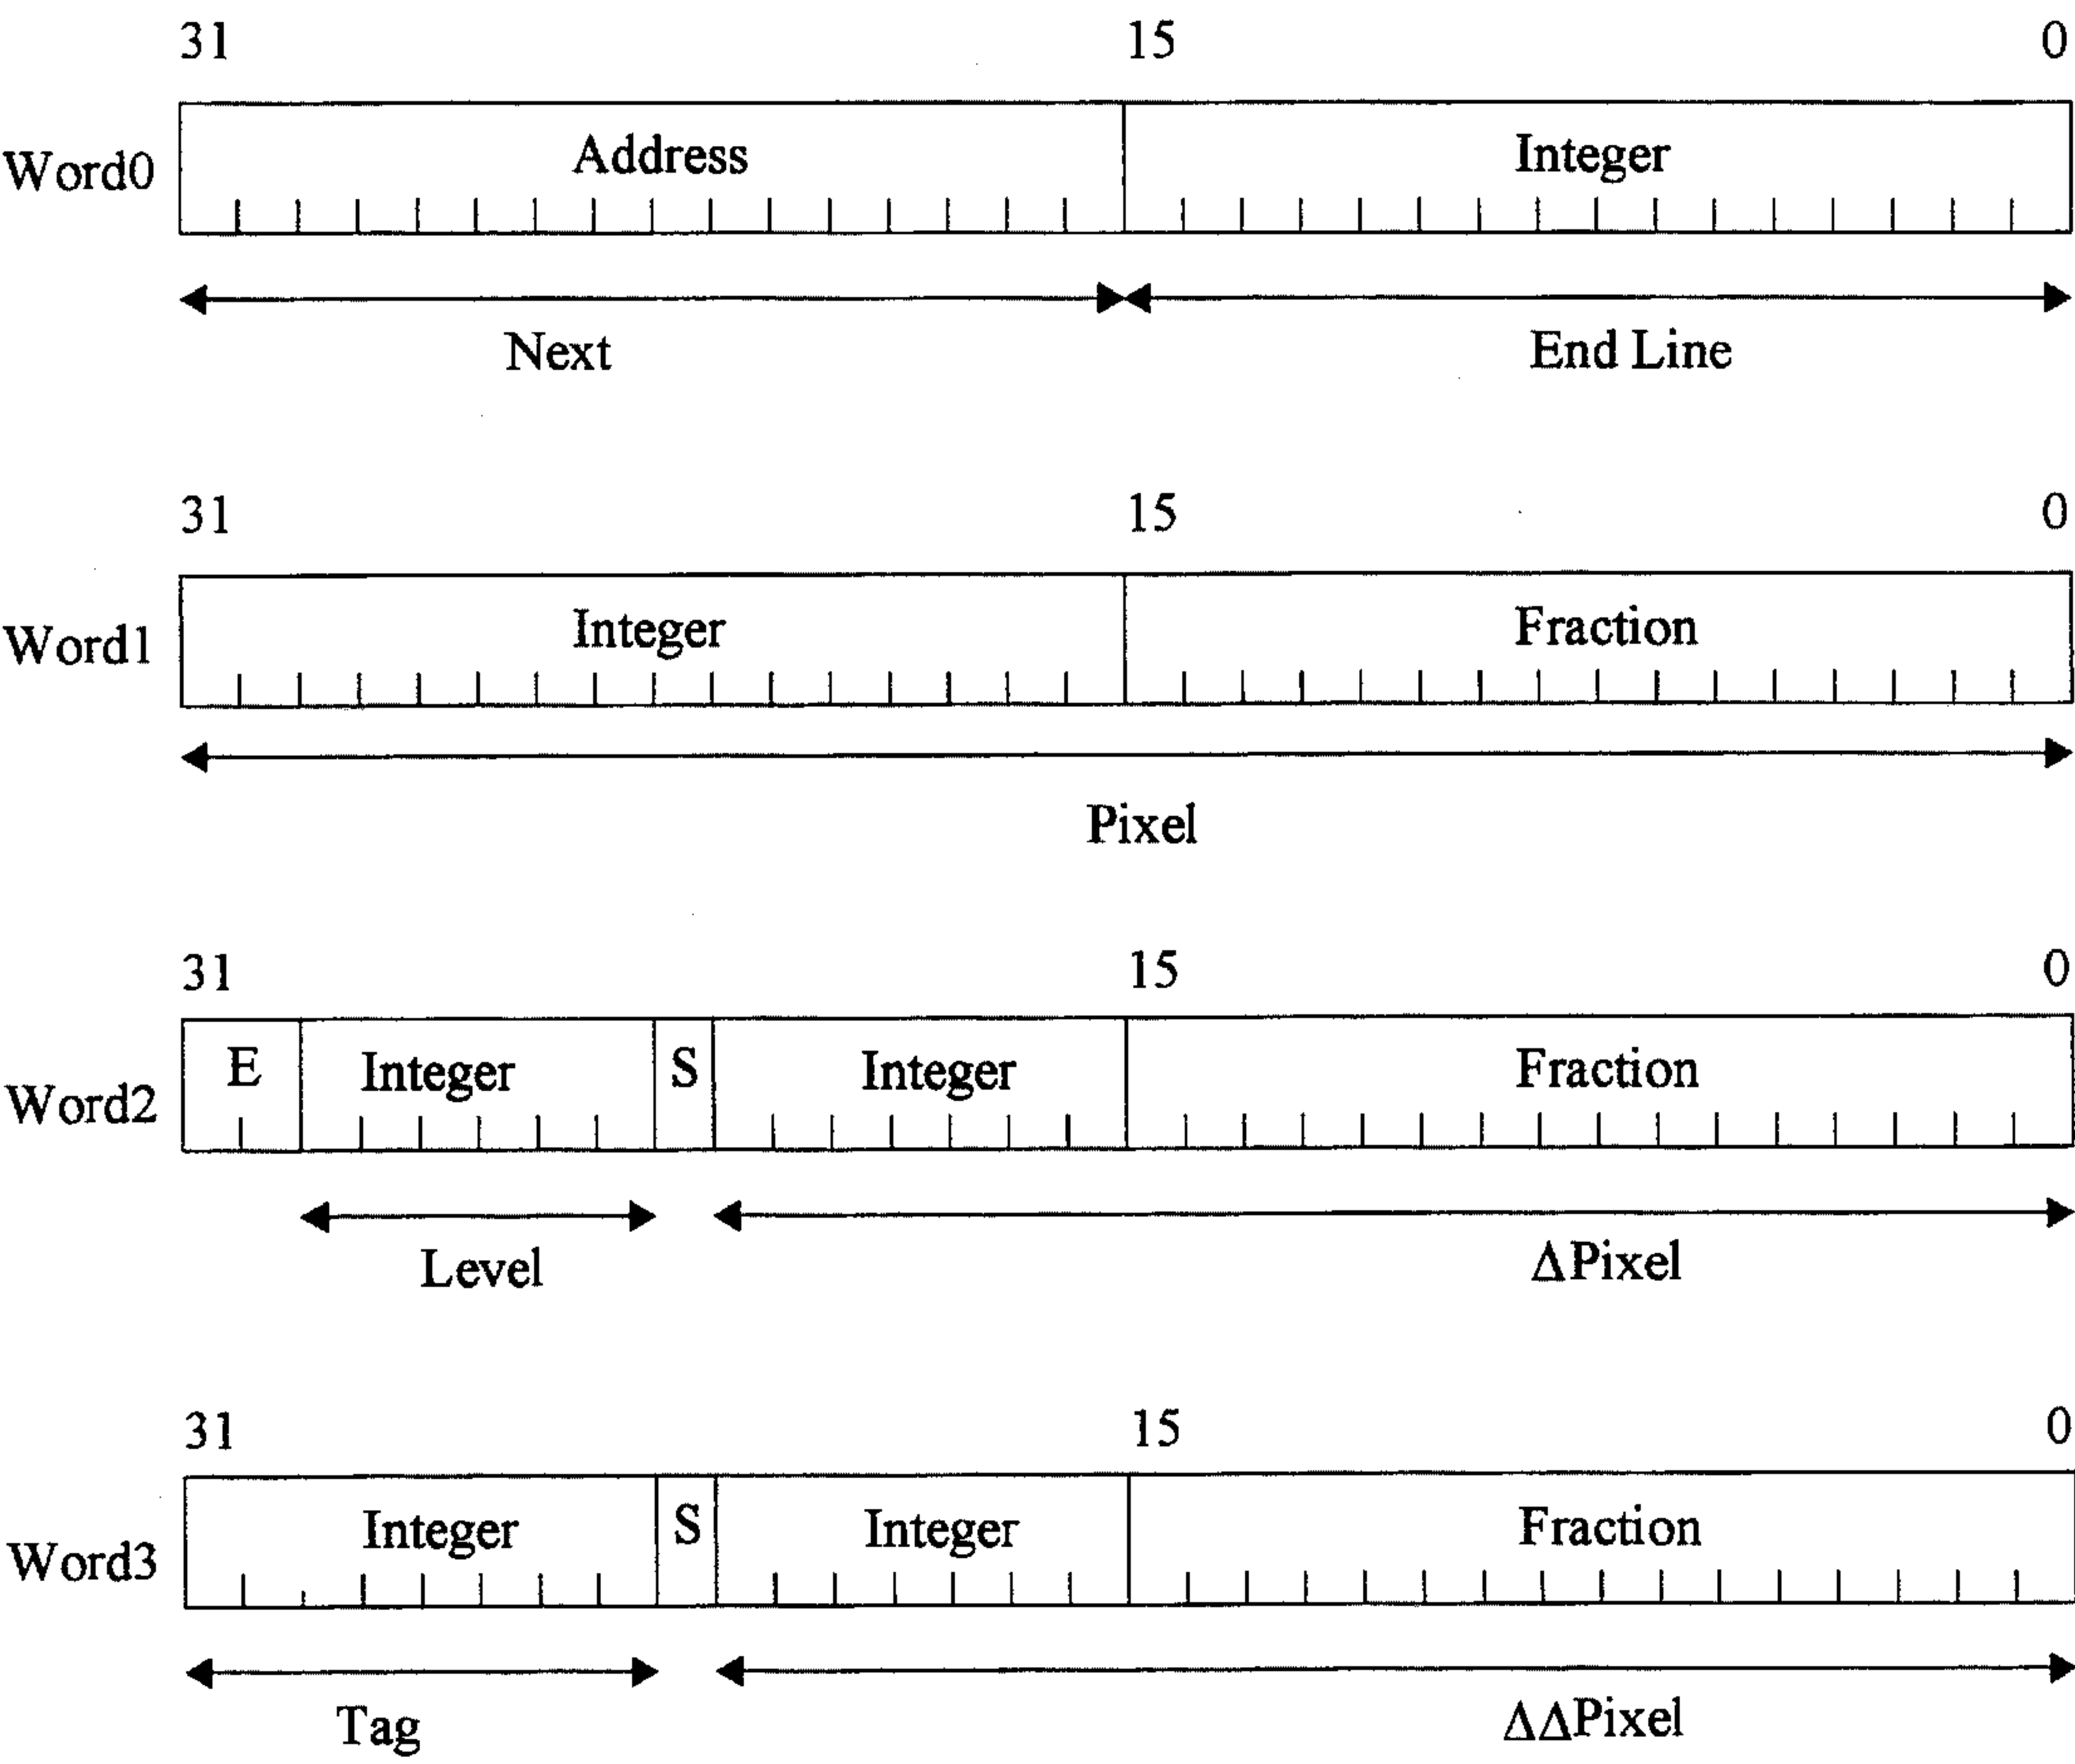 31 15 0
Word0 Address Integer
Next End Line
31 15 0
Word1 Integer Fraction
Pixel
31 15 0
Word2 E Integer S Integer Fraction
Level ΔPixel
31 15 0
Word3 Integer S Integer Fraction
Tag ΔΔPixel